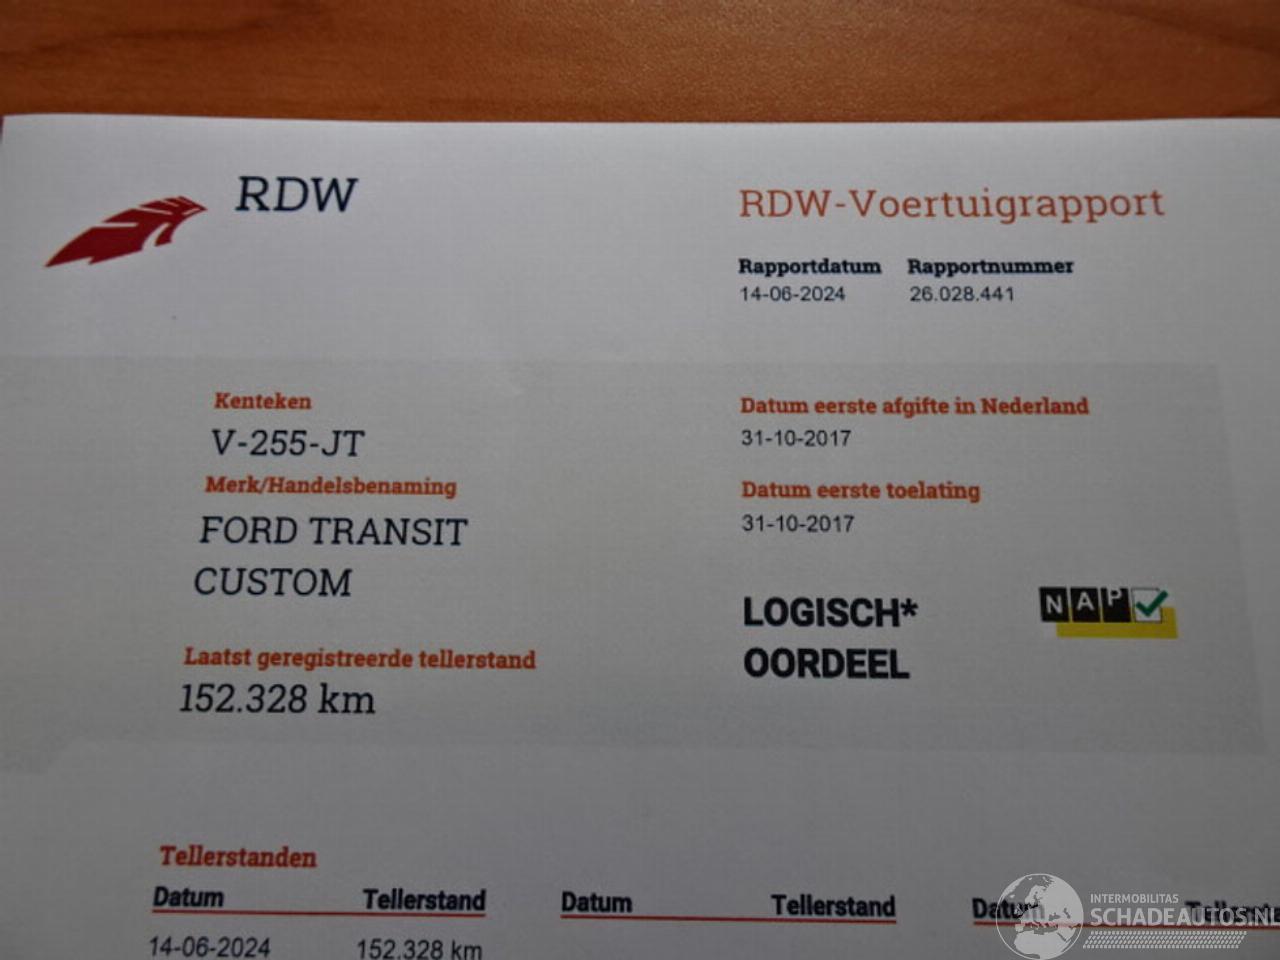 RDW
RDW-Voertuigrapport
Rapportdatum Rapportnummer
14-06-2024 26.028.441
Kenteken
V-255-JT
Merk/Handelsbenaming
FORD TRANSIT
CUSTOM
Laatst geregistreerde tellerstand
152.328 km
Datum eerste afgifte in Nederland
31-10-2017
Datum eerste toelating
31-10-2017
LOGISCH*
OORDEEL
NAP
Tellerstanden
Datum Tellerstand Datum Tellerstand Datum
14-06-2024 152.328 km
INTERMOBILITAS
SCHADEAUTOS.NL